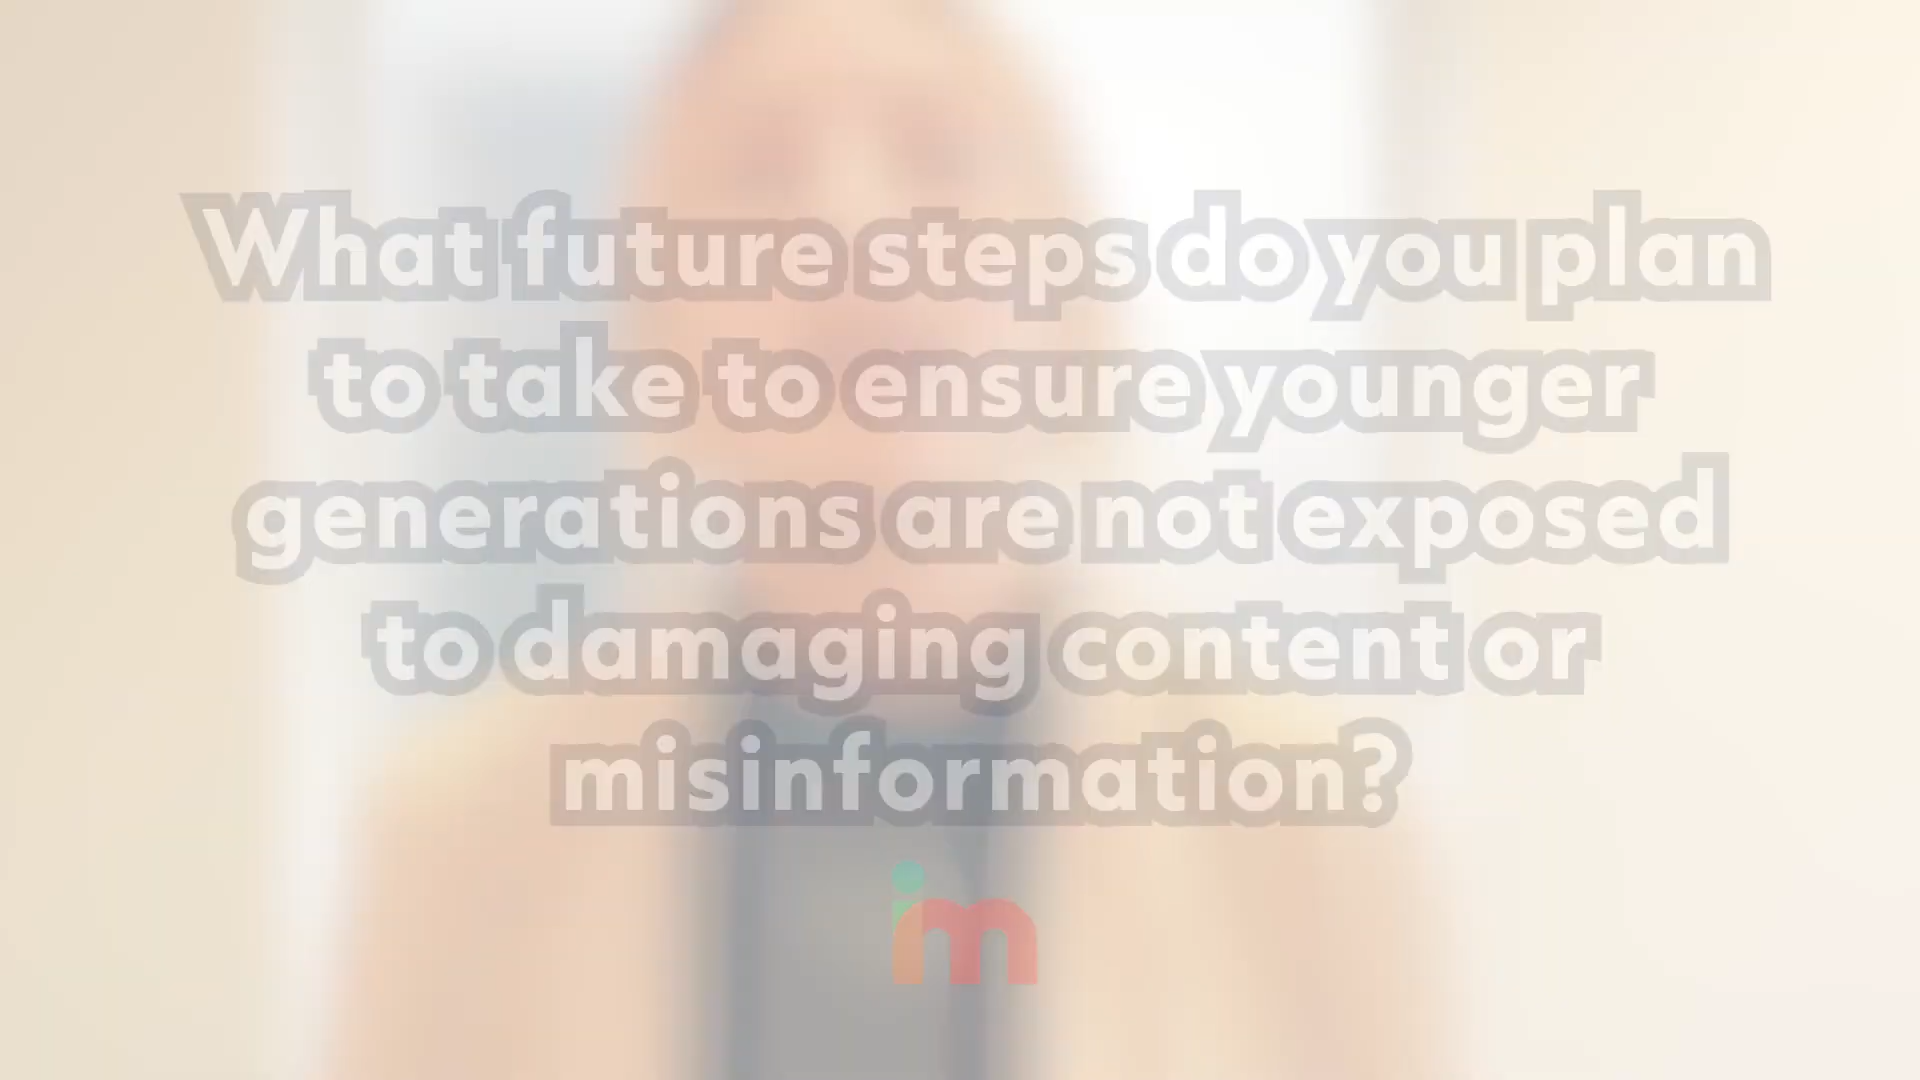 What future steps do you plan
to take to ensure younger
generations are not exposed
to damaging content or
misinformation?
im